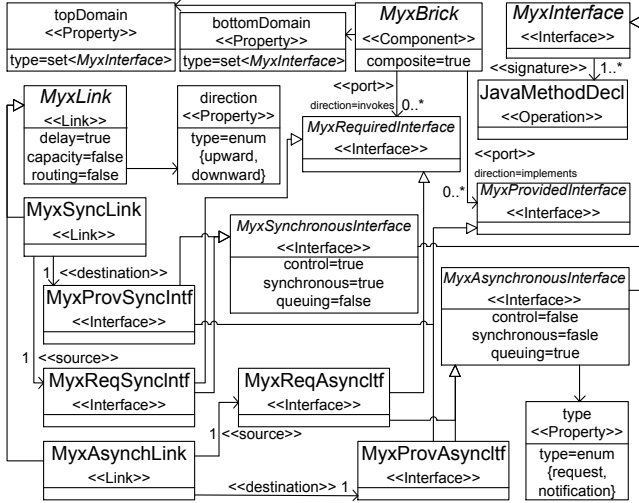 topDomain
<<Property>>
type=set<MyxInterface>
bottomDomain
<<Property>>
type=set<MyxInterface>
MyxBrick
<<Component>>
composite=true
MyxInterface
<<Interface>>
<<signature>> 1..*
JavaMethodDecl
<<Operation>>
<<port>>
direction=invokes 0..*
MyxLink
<<Link>>
delay=true
capacity=false
routing=false
direction
<<Property>>
type=enum
{upward,
downward}
MyxRequiredInterface
<<Interface>>
<<port>>
direction=implements
0..*
MyxProvidedInterface
<<Interface>>
MyxSyncLink
<<Link>>
1 <<destination>>
MyxSynchronousInterface
<<Interface>>
control=true
synchronous=true
queuing=false
MyxAsynchronousInterface
<<Interface>>
control=false
synchronous=fasle
queuing=true
MyxProvSyncIntf
<<Interface>>
1 <<source>>
MyxReqSyncIntf
<<Interface>>
MyxReqAsyncItf
<<Interface>>
1 <<source>>
type
<<Property>>
type=enum
{request,
notification}
MyxAsynchLink
<<Link>>
<<destination>> 1
MyxProvAsyncItf
<<Interface>>